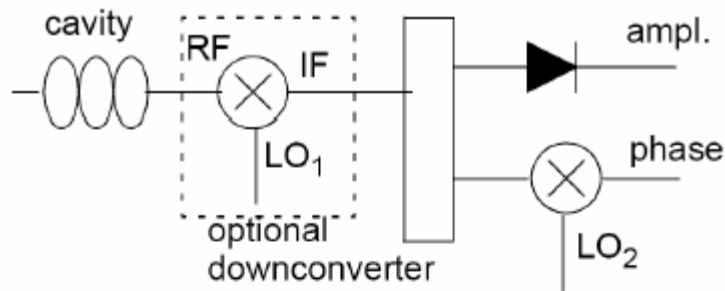 cavity
RF
IF
LO1
optional
downconverter
ampl.
phase
LO2